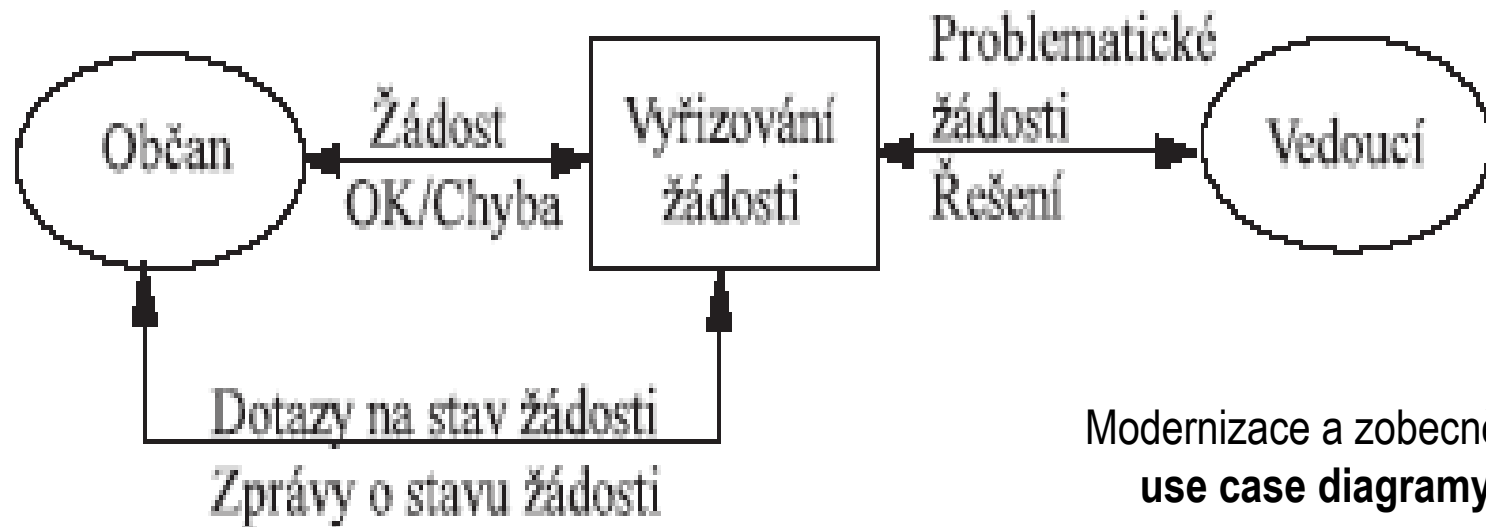 Občan
Žádost
OK/Chyba
Vyřizování
žádosti
Problematické
žádosti
Řešení
Vedoucí
Dotazy na stav žádosti
Zprávy o stavu žádosti
Modernizace a
use case diagramy